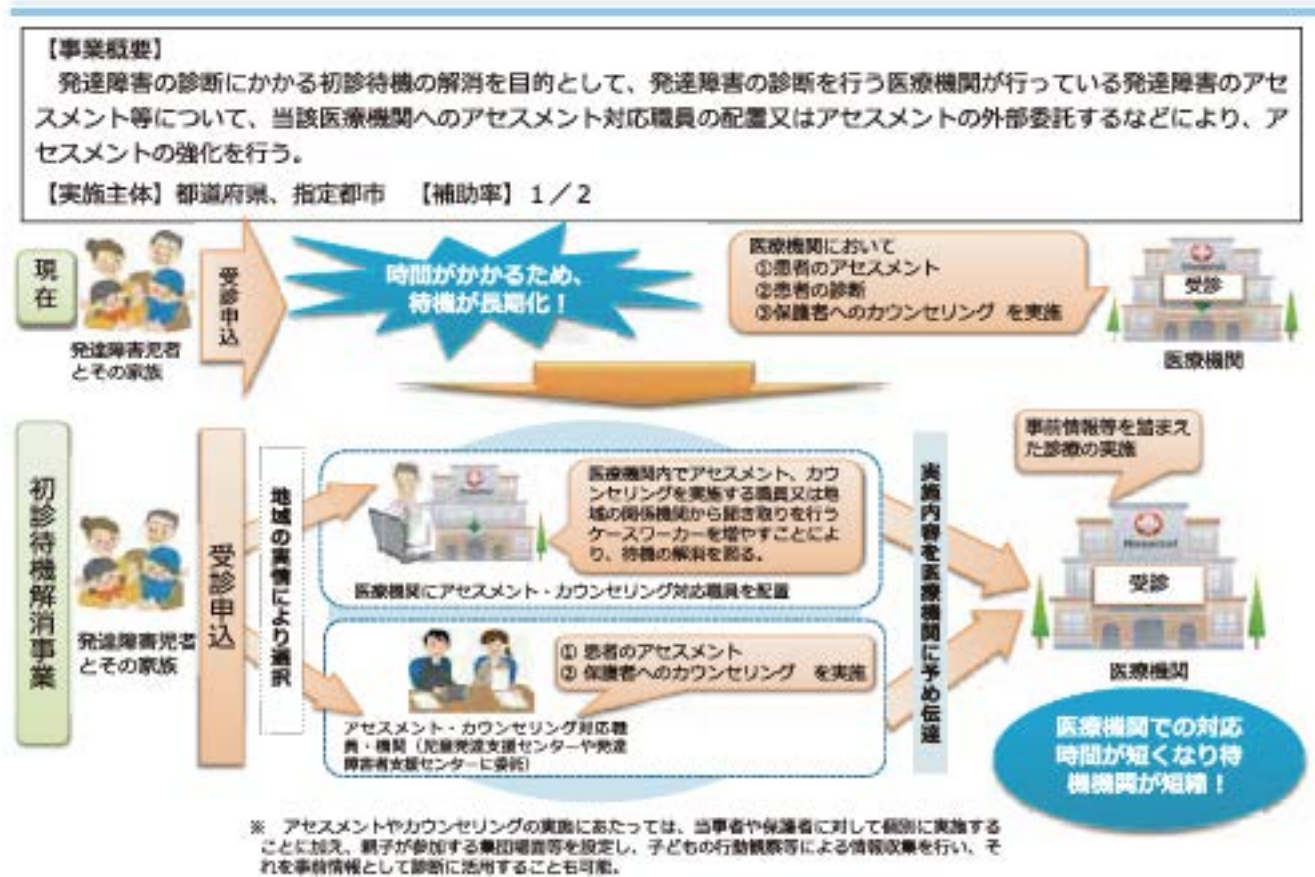 【事業概要】
発達障害の診断にかかる初診待機の解消を目的として、発達障害の診断を行う医療機関が行っている発達障害のアセ
スメント等について、当該医療機関へのアセスメント対応職員の配置又はアセスメントの外部委託するなどにより、ア
セスメントの強化を行う。
【実施主体】都道府県、指定都市 【補助率】1/2
現在
発達障害児者
とその家族
受診申込
時間がかかるため、
待機が長期化!
医療機関において
①患者のアセスメント
②患者の診断
③保護者へのカウンセリング を実施
受診
医療機関
初診待機解消事業
発達障害児者
とその家族
受診申込
地域の実情により選択
医療機関内でアセスメント、カウ
ンセリングを実施する職員又は地
域の関係機関から聞き取りを行う
ケースワーカーを増やすことによ
り、待機の解消を図る。
医療機関にアセスメント・カウンセリング対応職員を配置
① 患者のアセスメント
② 保護者へのカウンセリング を実施
アセスメント・カウンセリング対応職
員・機関(児童発達支援センターや発達
障害者支援センターに委託)
実施内容を医療機関に予め伝達
事前情報等を踏まえ
た診療の実施
受診
医療機関
医療機関での対応
時間が短くなり待
機機関が短縮!
※ アセスメントやカウンセリングの実施にあたっては、当事者や保護者に対して個別に実施する
ことに加え、親子が参加する集団場面等を設定し、子どもの行動観察等による情報収集を行い、そ
れを事前情報として診断に活用することも可能。